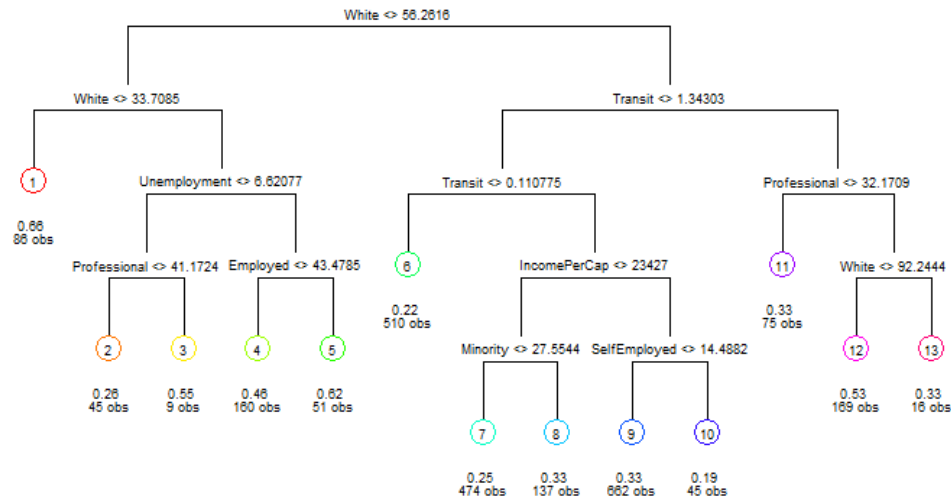 White <> 56.2616
White <> 33.7085
Transit <> 1.34303
1
Unemployment <> 6.62077
Transit <> 0.110775
Professional <> 32.1709
0.66
86 obs
Professional <> 41.1724
Employed <> 43.4785
6
IncomePerCap <> 23427
11
White <> 92.2444
0.22
510 obs
0.33
75 obs
2
3
4
5
Minority <> 27.5544
SelfEmployed <> 14.4882
12
13
0.26
45 obs
0.55
9 obs
0.46
160 obs
0.62
51 obs
0.53
169 obs
0.33
16 obs
7
8
9
10
0.25
474 obs
0.33
137 obs
0.33
662 obs
0.19
45 obs